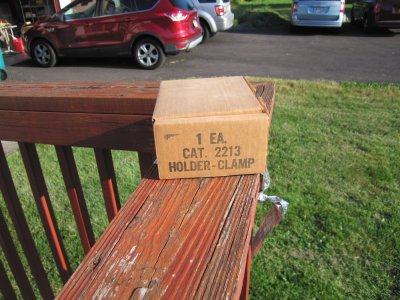 1 EA.
CAT. 2213
HOLDER-CLAMP